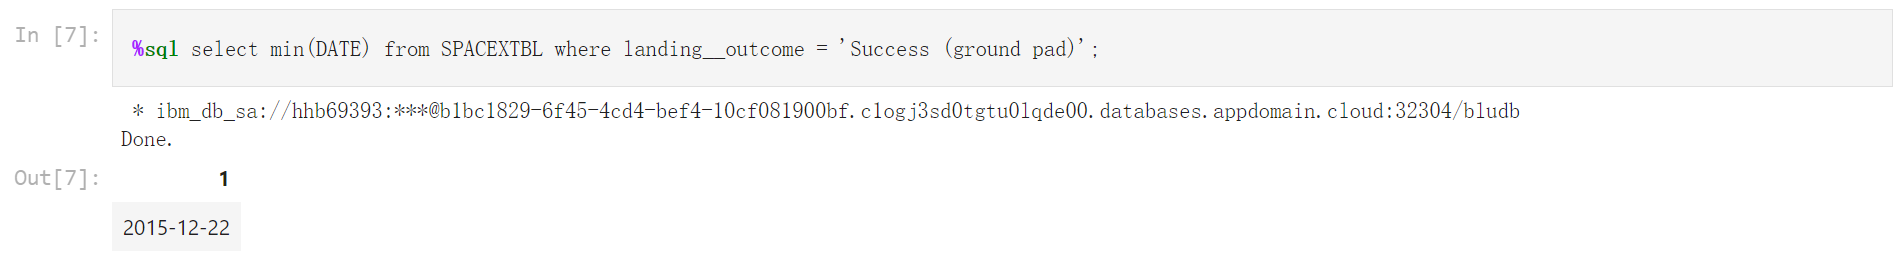 In [7]: %sql select min(DATE) from SPACEXTBL where landing__outcome = 'Success (ground pad)';
* ibm_db_sa://hhb69393:***@b1bc1829-6f45-4cd4-bef4-10cf081900bf.c1ogj3sd0tgtu0lqde00.databases.appdomain.cloud:32304/bludb
Done.
Out[7]: 1
2015-12-22